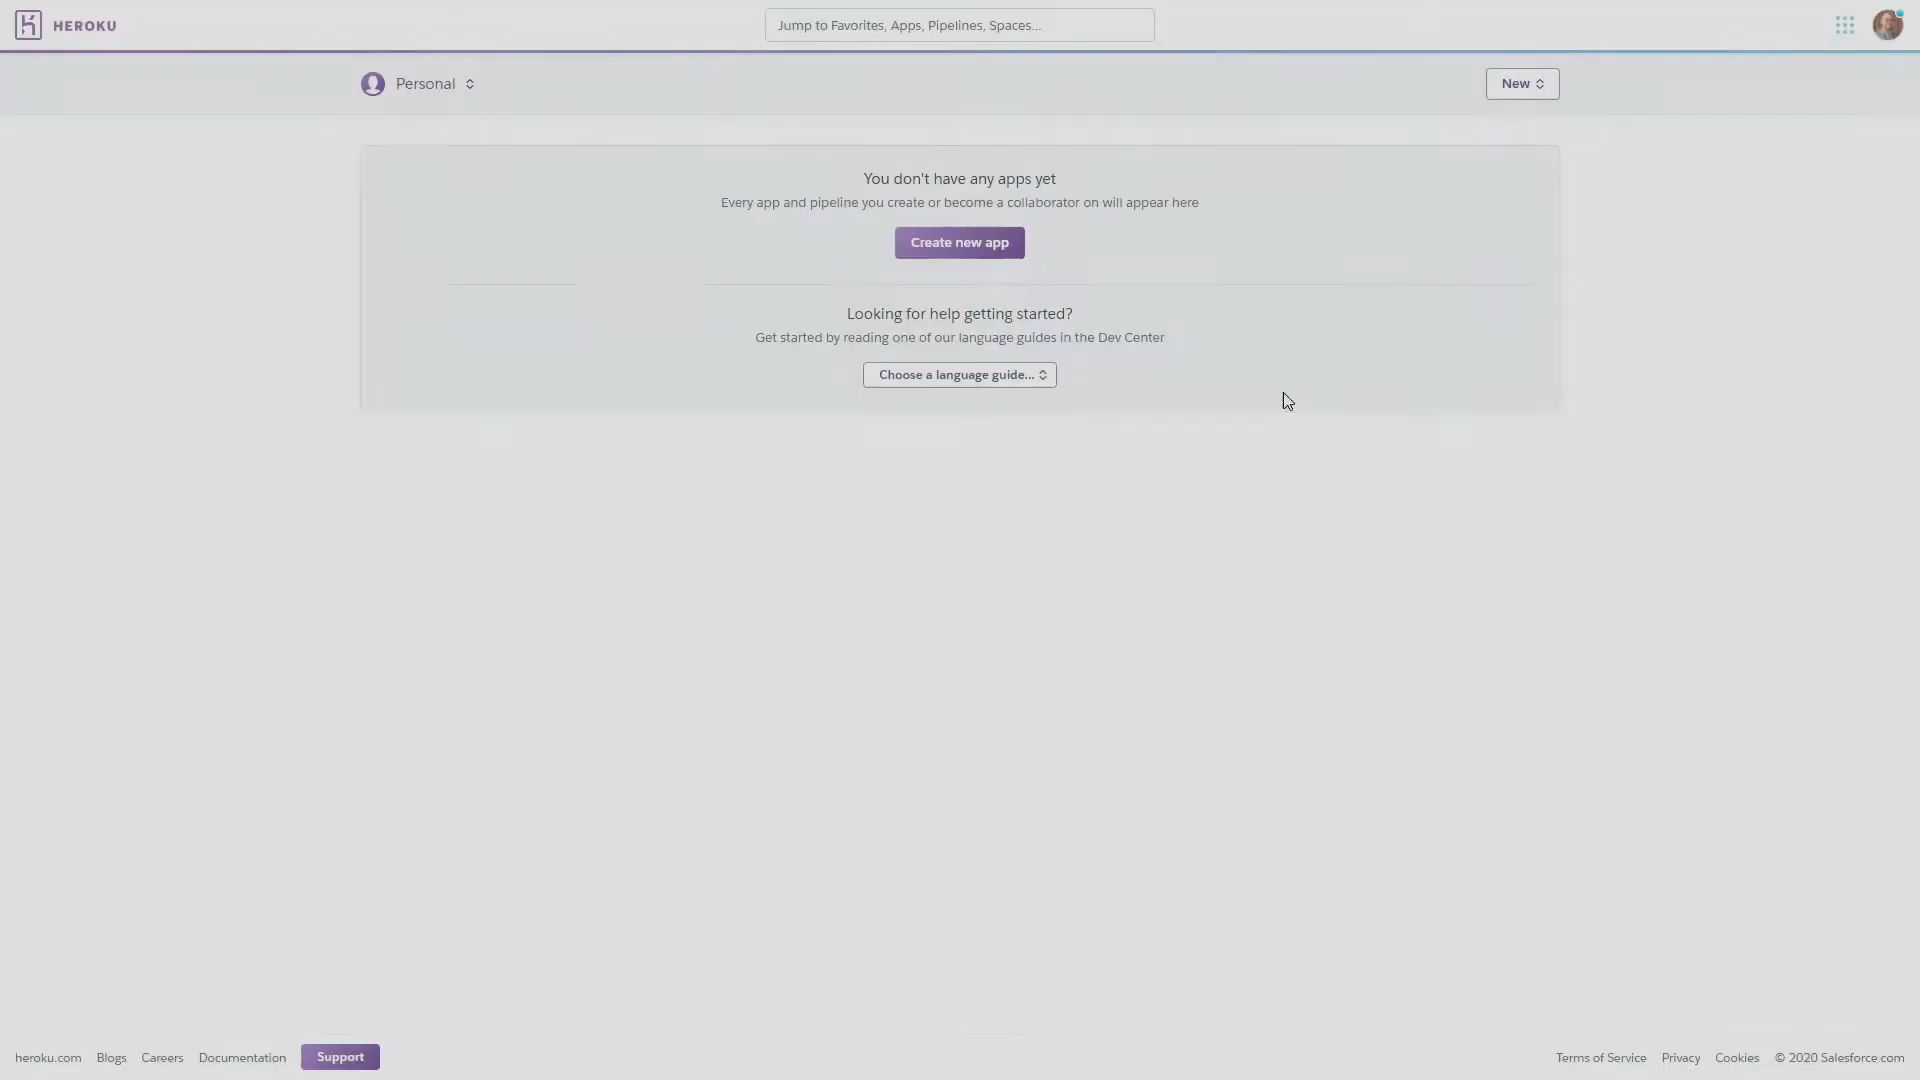 HEROKU
Jump to Favorites, Apps, Pipelines, Spaces...
Personal
New
You don't have any apps yet
Every app and pipeline you create or become a collaborator on will appear here
Create new app
Looking for help getting started?
Get started by reading one of our language guides in the Dev Center
Choose a language guide...
heroku.com Blogs Careers Documentation Support Terms of Service Privacy Cookies © 2020 Salesforce.com